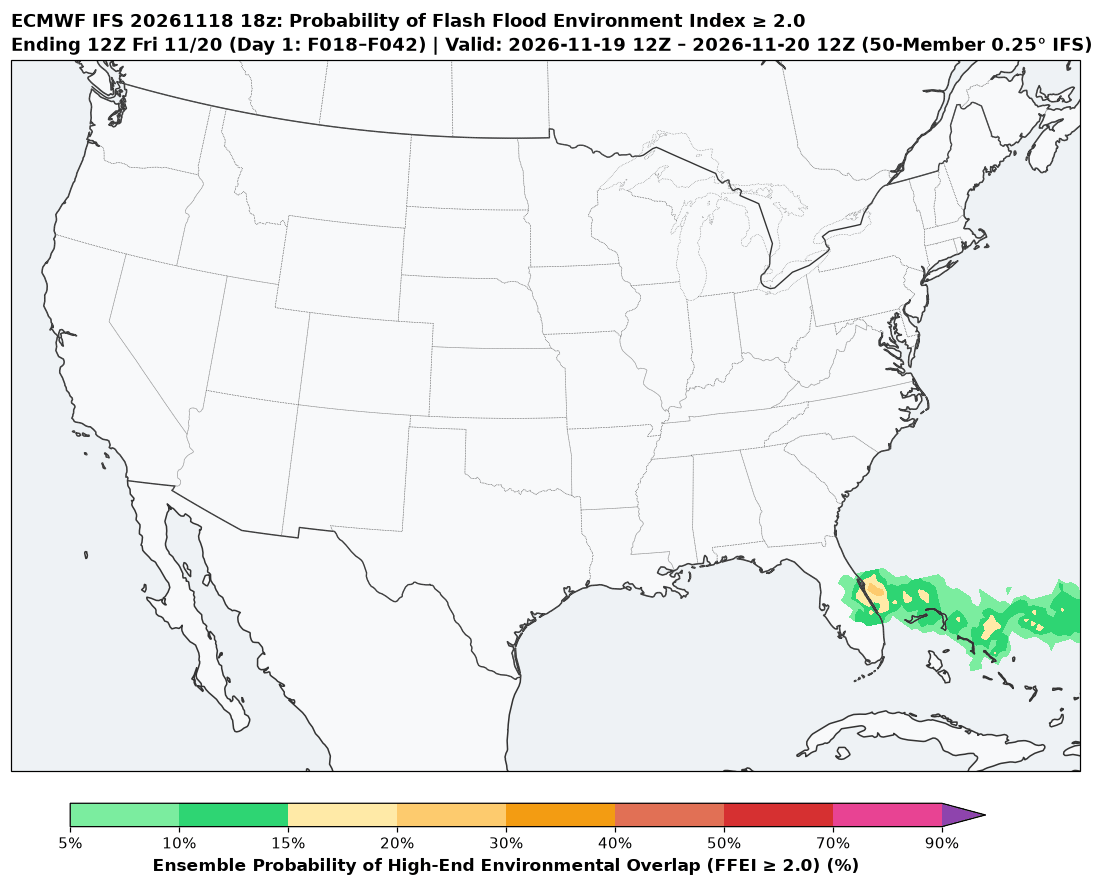 ECMWF IFS 20261118 18z: Probability of Flash Flood Environment Index ≥ 2.0
Ending 12Z Fri 11/20 (Day 1: F018–F042) | Valid: 2026-11-19 12Z – 2026-11-20 12Z (50-Member 0.25° IFS)
5% 10% 15% 20% 30% 40% 50% 70% 90%
Ensemble Probability of High-End Environmental Overlap (FFEI ≥ 2.0) (%)